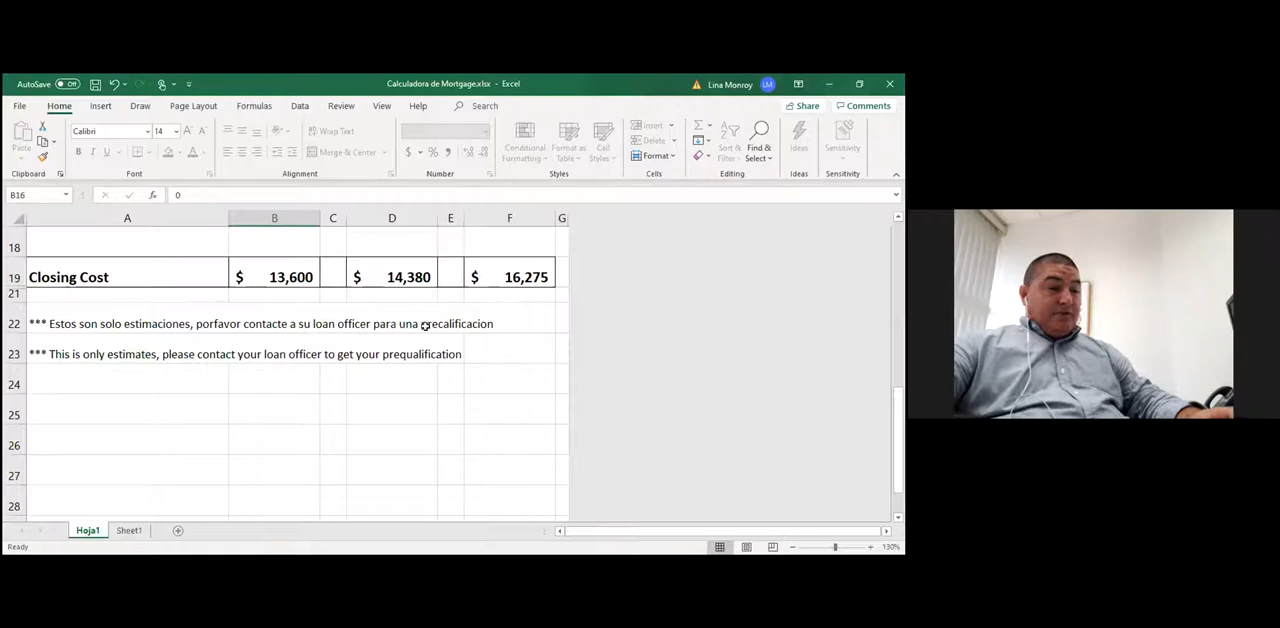 AutoSave Off
Calculadora de Mortgage.xlsx - Excel
Lina Monroy LM
File Home Insert Draw Page Layout Formulas Data Review View Help Search
Share Comments
Paste
Clipboard
Calibri 14
B I U
Font
Wrap Text
Merge & Center
Alignment
$ % ,
Number
Conditional Formatting
Format as Table
Cell Styles
Styles
Insert
Delete
Format
Cells
Sort & Filter
Find & Select
Editing
Ideas
Ideas
Sensitivity
Sensitivity
B16 fx 0
A B C D E F G
18
19 Closing Cost $ 13,600 $ 14,380 $ 16,275
21
22 *** Estos son solo estimaciones, porfavor contacte a su loan officer para una precalificacion
23 *** This is only estimates, please contact your loan officer to get your prequalification
24
25
26
27
28
Hoja1 Sheet1
Ready
130%